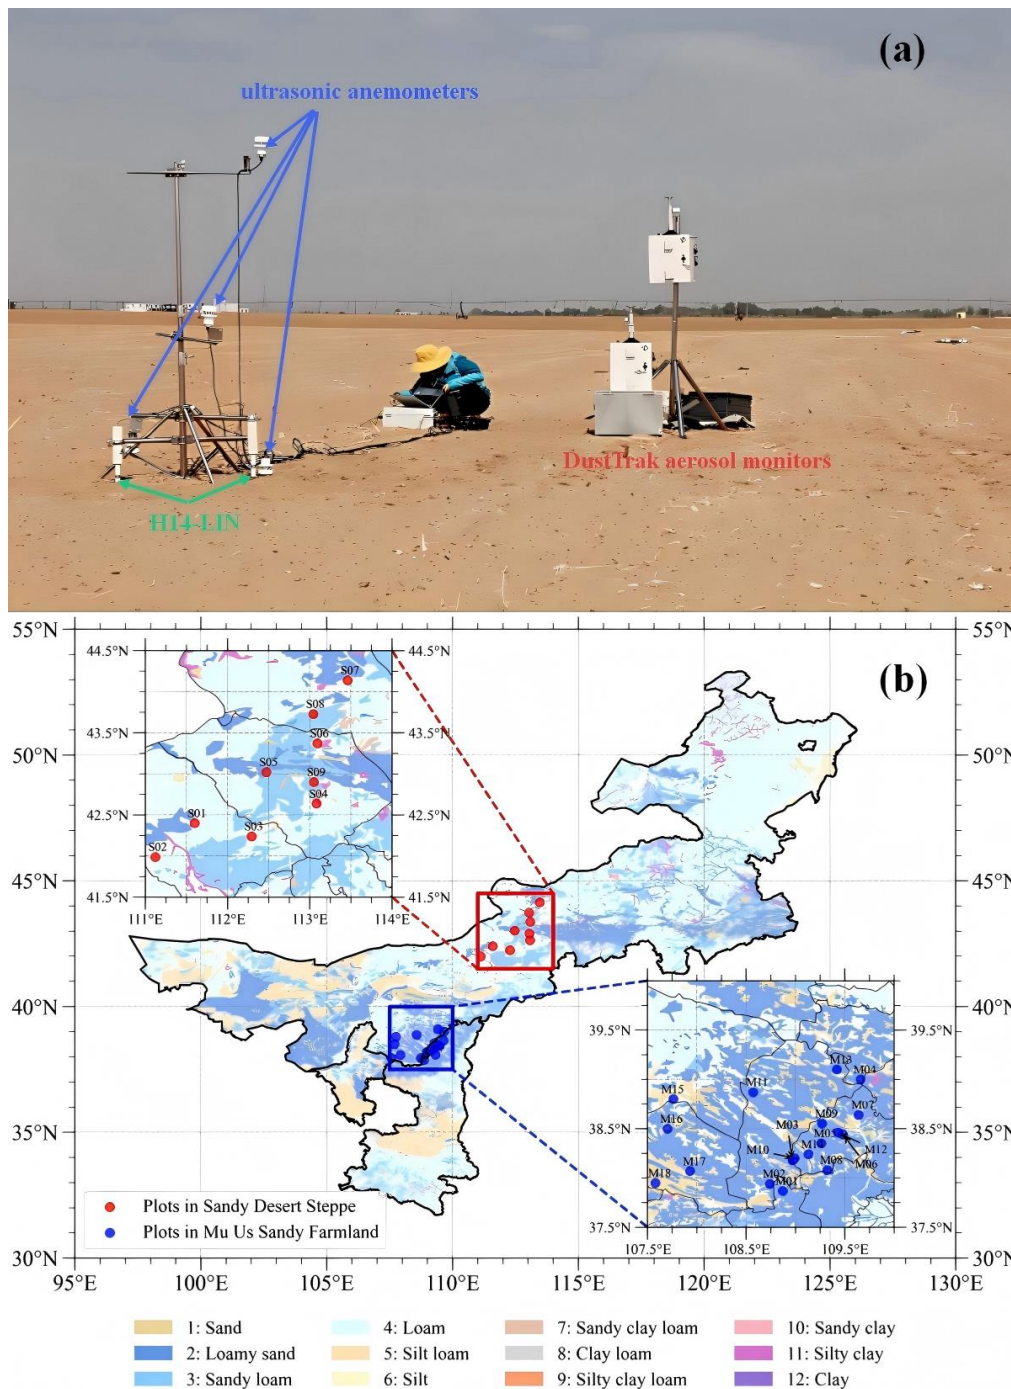 (a)
ultrasonic anemometers
DustTrak aerosol monitors
H14-LIN
(b)
55°N
50°N
45°N
40°N
35°N
30°N
55°N
50°N
45°N
40°N
35°N
30°N
95°E 100°E 105°E 110°E 115°E 120°E 125°E 130°E
44.5°N
43.5°N
42.5°N
41.5°N
44.5°N
43.5°N
42.5°N
41.5°N
111°E 112°E 113°E 114°E
S07
S08
S06
S05
S09
S04
S01
S03
S02
39.5°N
38.5°N
37.5°N
39.5°N
38.5°N
37.5°N
107.5°E 108.5°E 109.5°E
M13
M04
M11
M15
M07
M09
M03
M16
M05
M12
M10
M06
M08
M17
M02
M01
M18
Plots in Sandy Desert Steppe
Plots in Mu Us Sandy Farmland
1: Sand
2: Loamy sand
3: Sandy loam
4: Loam
5: Silt loam
6: Silt
7: Sandy clay loam
8: Clay loam
9: Silty clay loam
10: Sandy clay
11: Silty clay
12: Clay